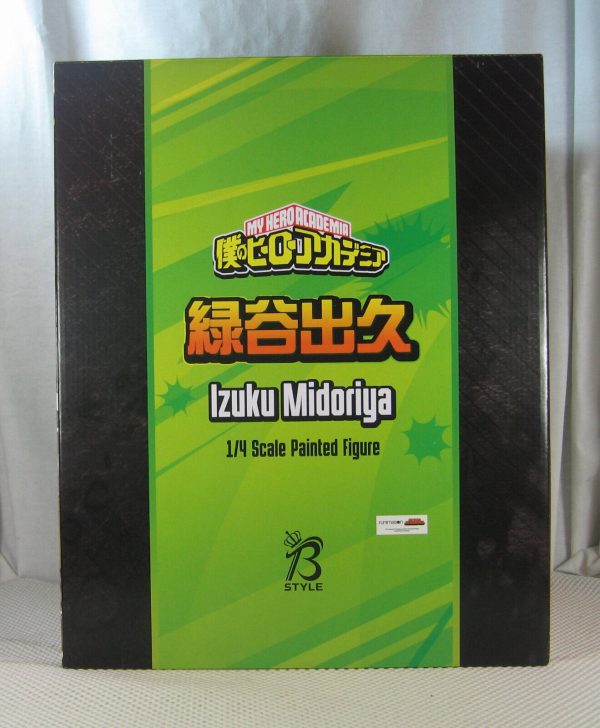 MY HERO ACADEMIA
僕のヒーローアカデミア
緑谷出久
Izuku Midoriya
1/4 Scale Painted Figure
FUNIMATION
B
STYLE